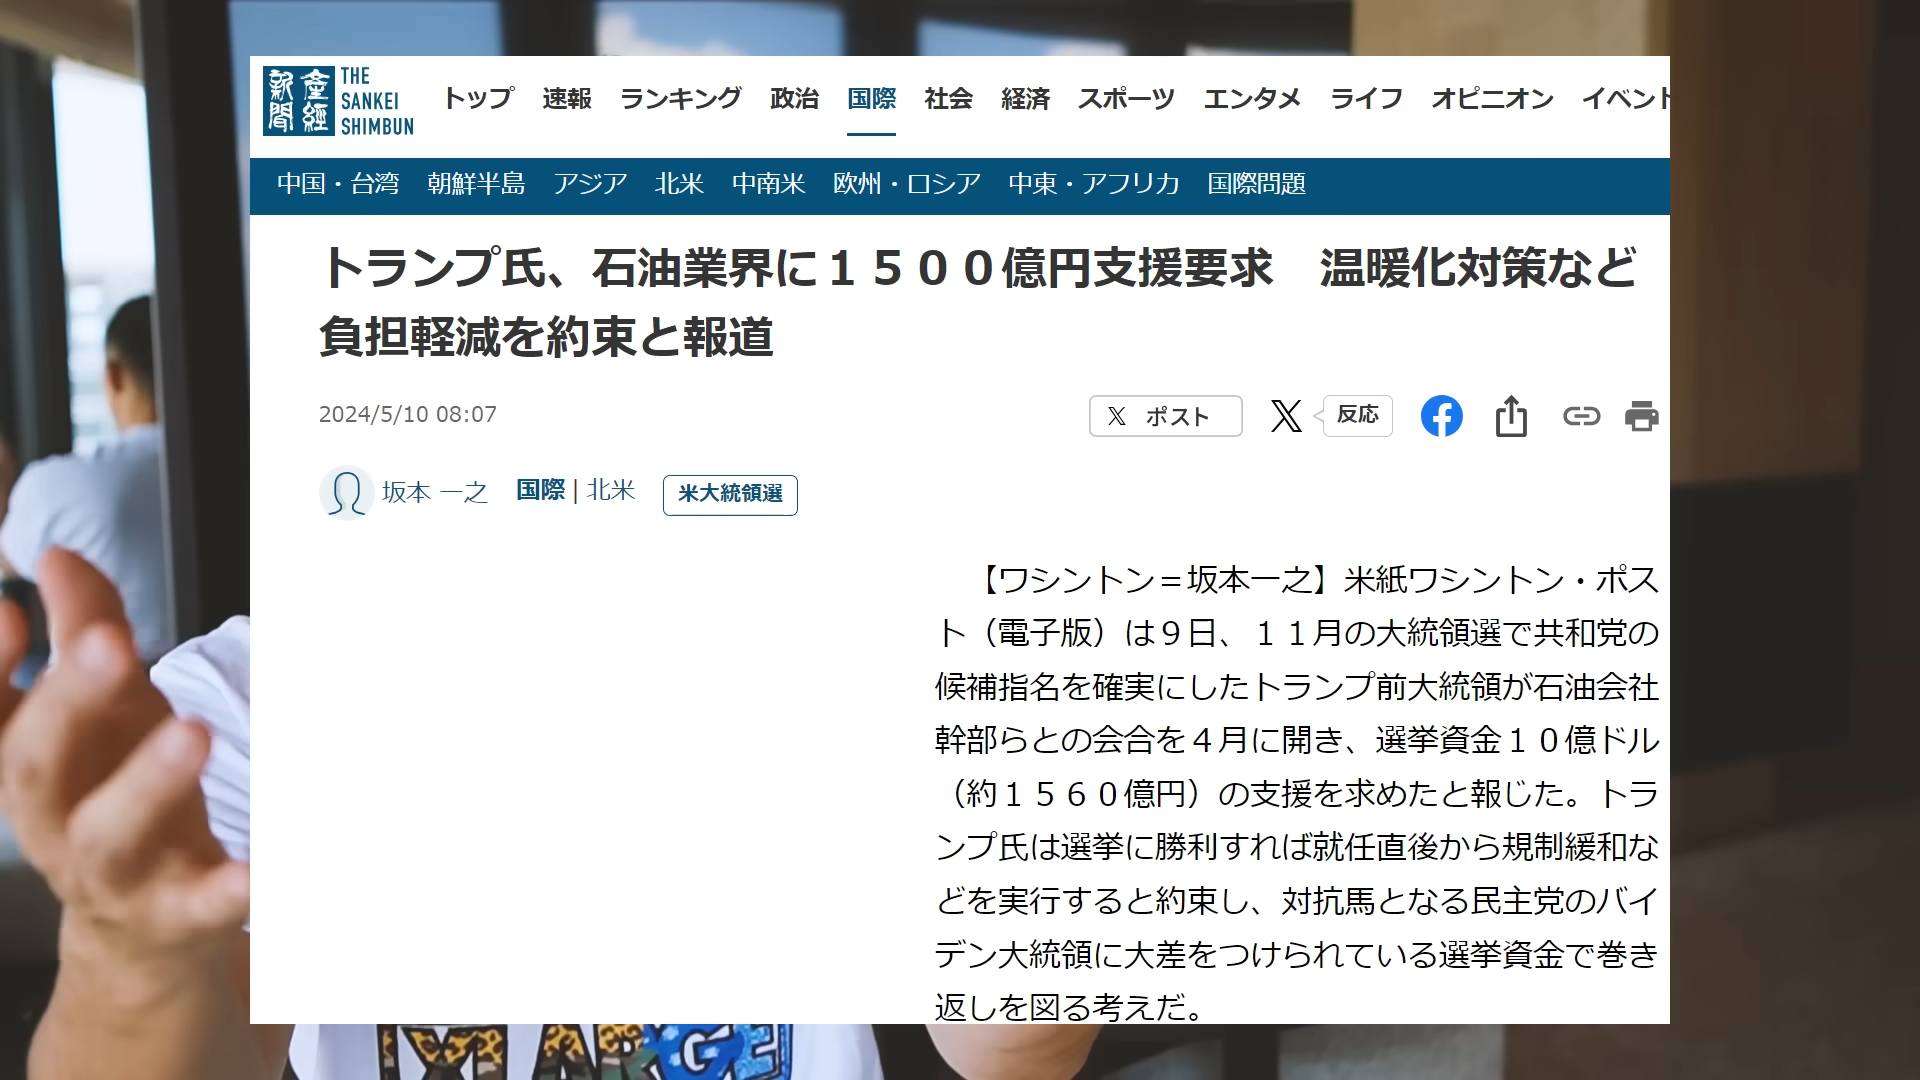 産經新聞
THE
SANKEI
SHIMBUN
トップ 速報 ランキング 政治 国際 社会 経済 スポーツ エンタメ ライフ オピニオン イベント
中国・台湾 朝鮮半島 アジア 北米 中南米 欧州・ロシア 中東・アフリカ 国際問題
トランプ氏、石油業界に１５００億円支援要求　温暖化対策など
負担軽減を約束と報道
2024/5/10 08:07
X ポスト X 反応
坂本 一之 国際 | 北米 米大統領選
【ワシントン＝坂本一之】米紙ワシントン・ポス
ト（電子版）は９日、１１月の大統領選で共和党の
候補指名を確実にしたトランプ前大統領が石油会社
幹部らとの会合を４月に開き、選挙資金１０億ドル
（約１５６０億円）の支援を求めたと報じた。トラ
ンプ氏は選挙に勝利すれば就任直後から規制緩和な
どを実行すると約束し、対抗馬となる民主党のバイ
デン大統領に大差をつけられている選挙資金で巻き
返しを図る考えだ。